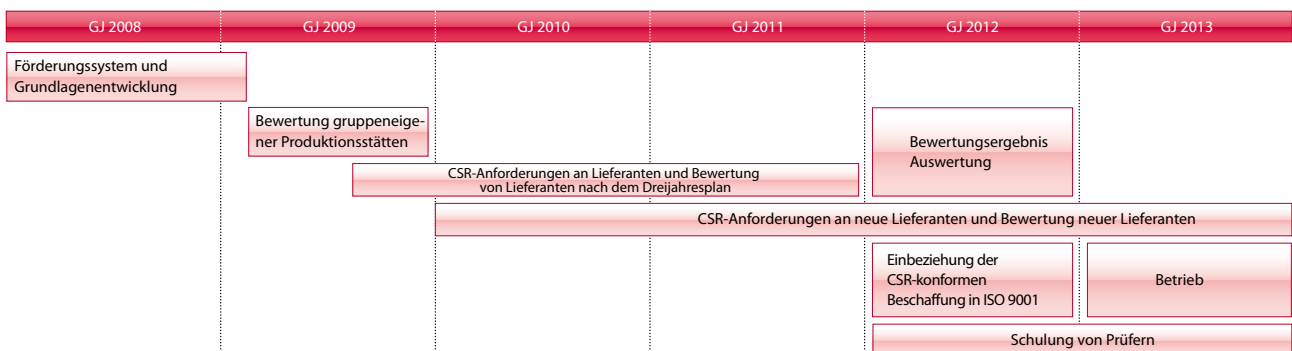 GJ 2008 GJ 2009 GJ 2010 GJ 2011 GJ 2012 GJ 2013
Förderungssystem und
Grundlagenentwicklung
Bewertung gruppeneige-
ner Produktionsstätten
Bewertungsergebnis
Auswertung
CSR-Anforderungen an Lieferanten und Bewertung
von Lieferanten nach dem Dreijahresplan
CSR-Anforderungen an neue Lieferanten und Bewertung neuer Lieferanten
Einbeziehung der
CSR-konformen
Beschaffung in ISO 9001
Betrieb
Schulung von Prüfern